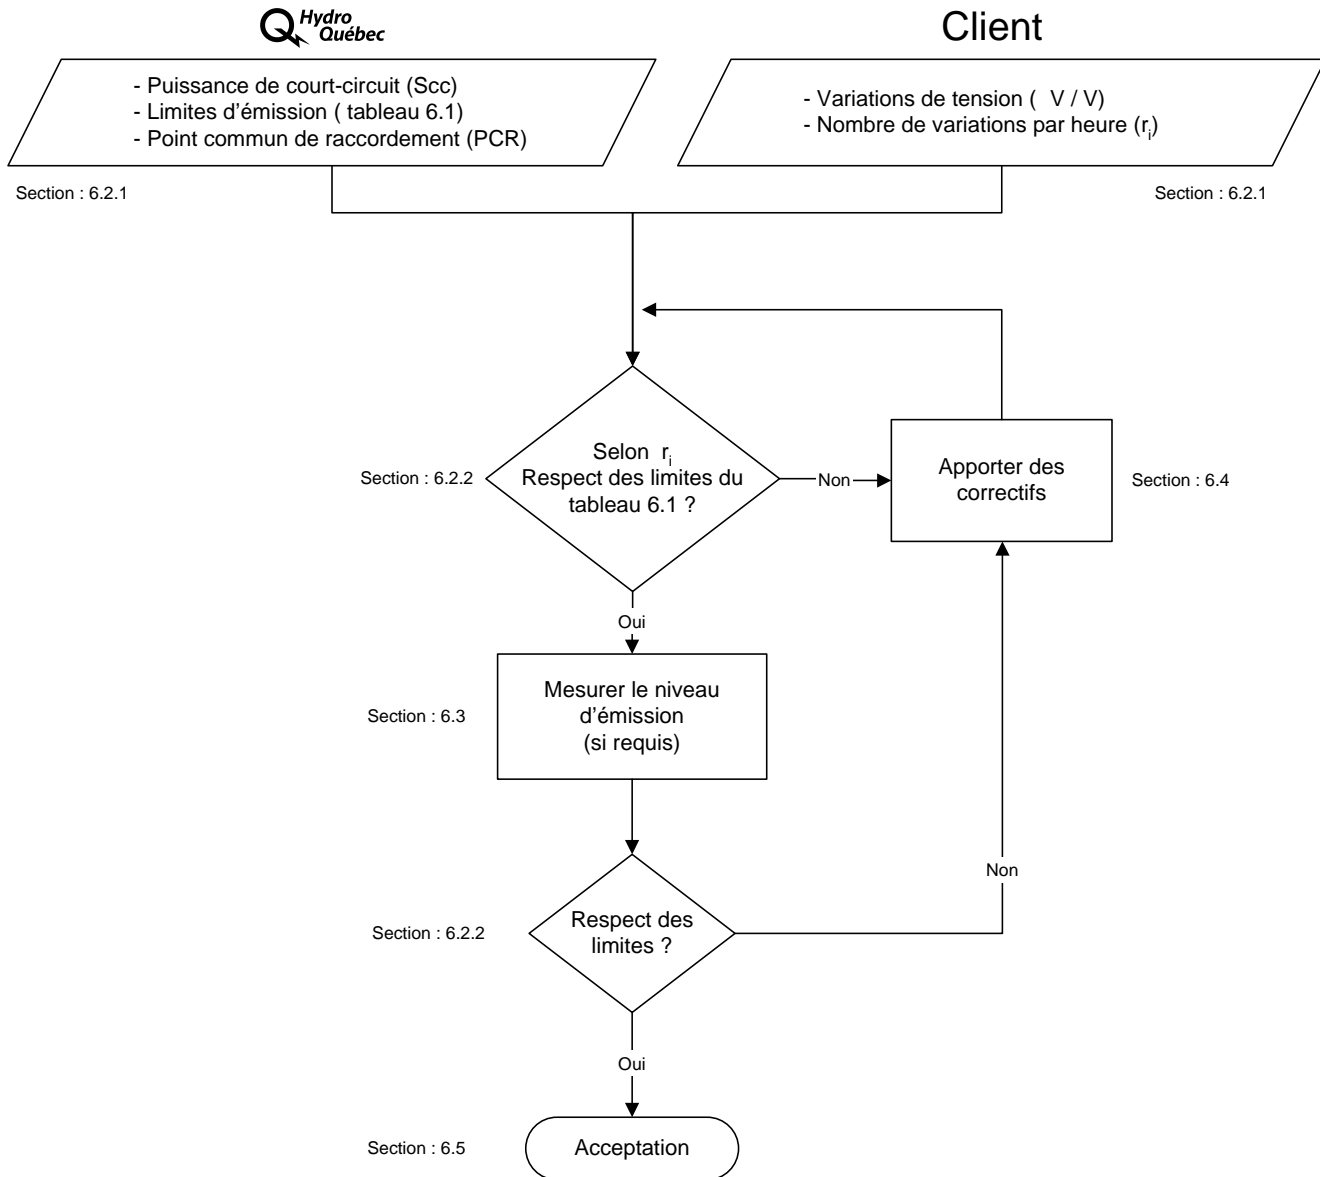 Hydro
Québec
Client
- Puissance de court-circuit (Scc)
- Limites d'émission ( tableau 6.1)
- Point commun de raccordement (PCR)
- Variations de tension (  V / V)
- Nombre de variations par heure (ri)
Section : 6.2.1
Section : 6.2.1
Section : 6.2.2
Selon ri
Respect des limites du
tableau 6.1 ?
Non
Apporter des
correctifs
Section : 6.4
Oui
Section : 6.3
Mesurer le niveau
d'émission
(si requis)
Non
Section : 6.2.2
Respect des
limites ?
Oui
Section : 6.5
Acceptation